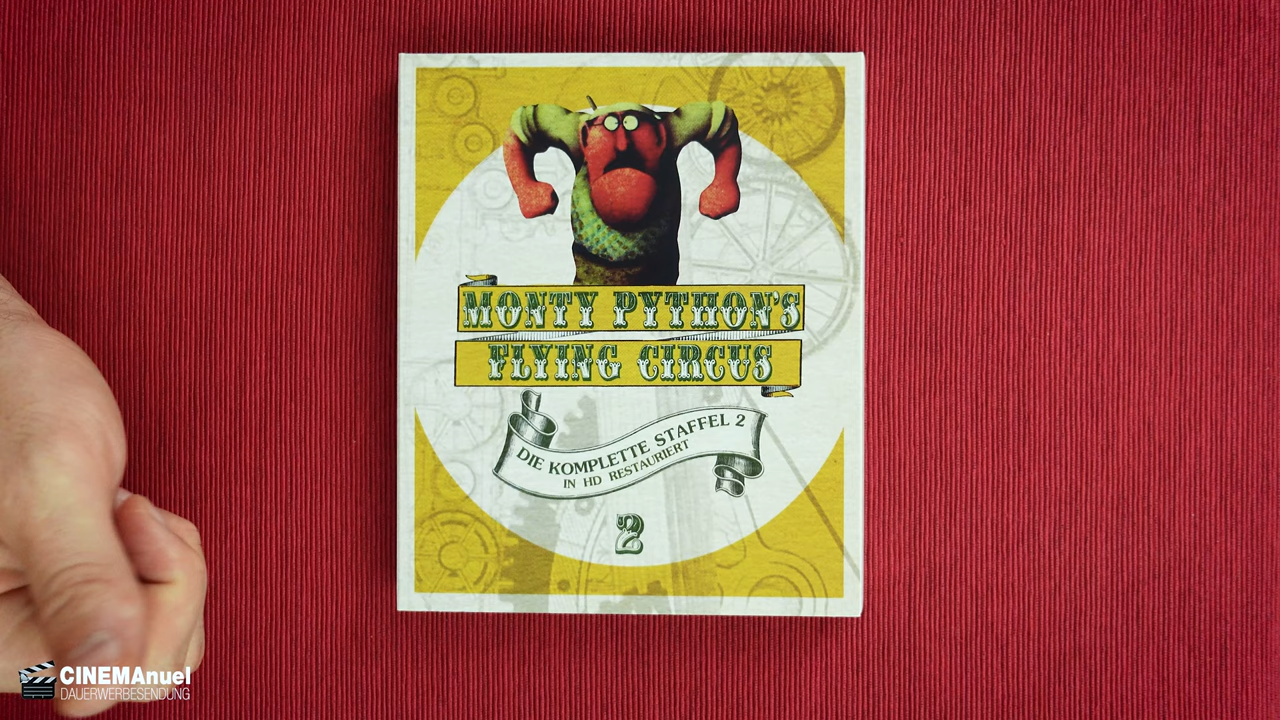 MONTY PYTHON'S
FLYING CIRCUS
DIE KOMPLETTE STAFFEL 2
IN HD RESTAURIERT
2
CINEMAnuel
DAUERWERBESENDUNG